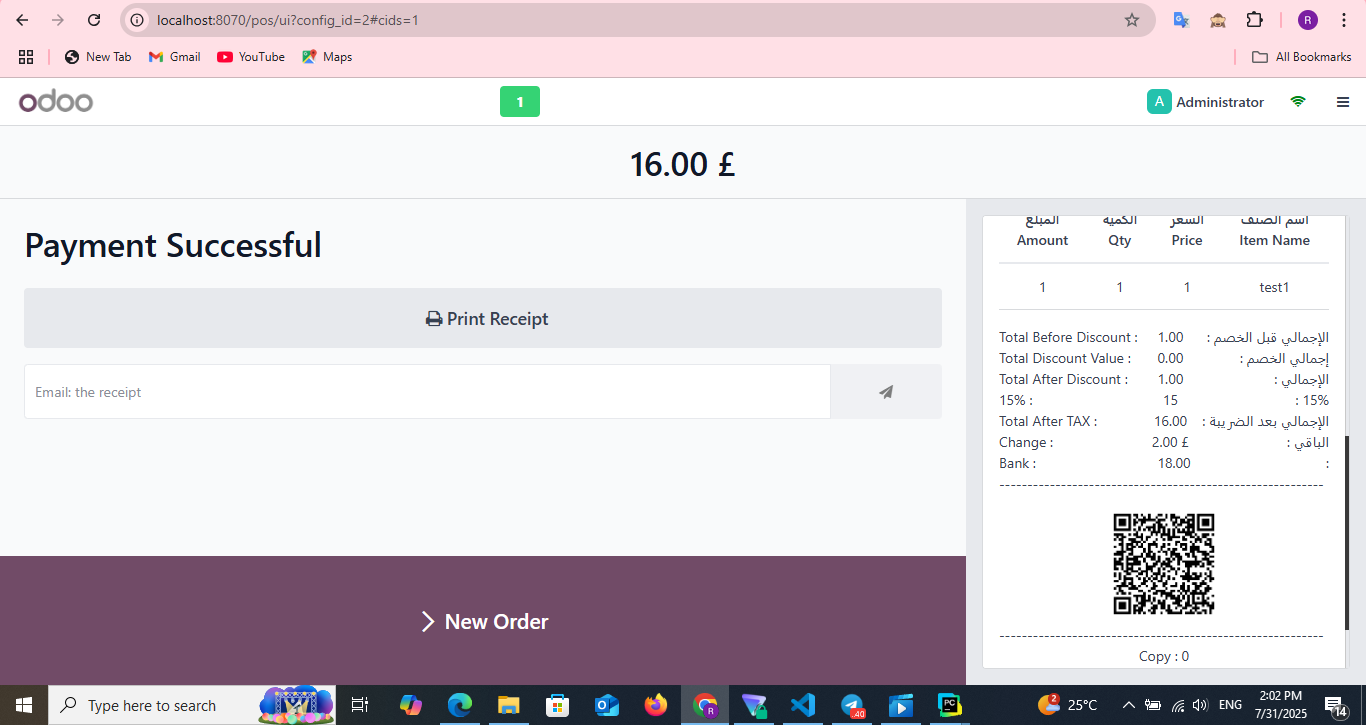 localhost:8070/pos/ui?config_id=2#cids=1
R
New Tab
Gmail
YouTube
Maps
All Bookmarks
odoo
1
A
Administrator
16.00 £
Payment Successful
Print Receipt
Email: the receipt
New Order
المبلغ الكمية السعر اسم الصنف
Amount Qty Price Item Name
1 1 1 test1
Total Before Discount : 1.00 الإجمالي قبل الخصم :
Total Discount Value : 0.00 إجمالي الخصم :
Total After Discount : 1.00 الإجمالي :
15% : 15 15% :
Total After TAX : 16.00 الإجمالي بعد الضريبة :
Change : 2.00 £ الباقي :
Bank : 18.00 :
Copy : 0
Type here to search
40
PC
2
25°C
ENG
2:02 PM
7/31/2025
14